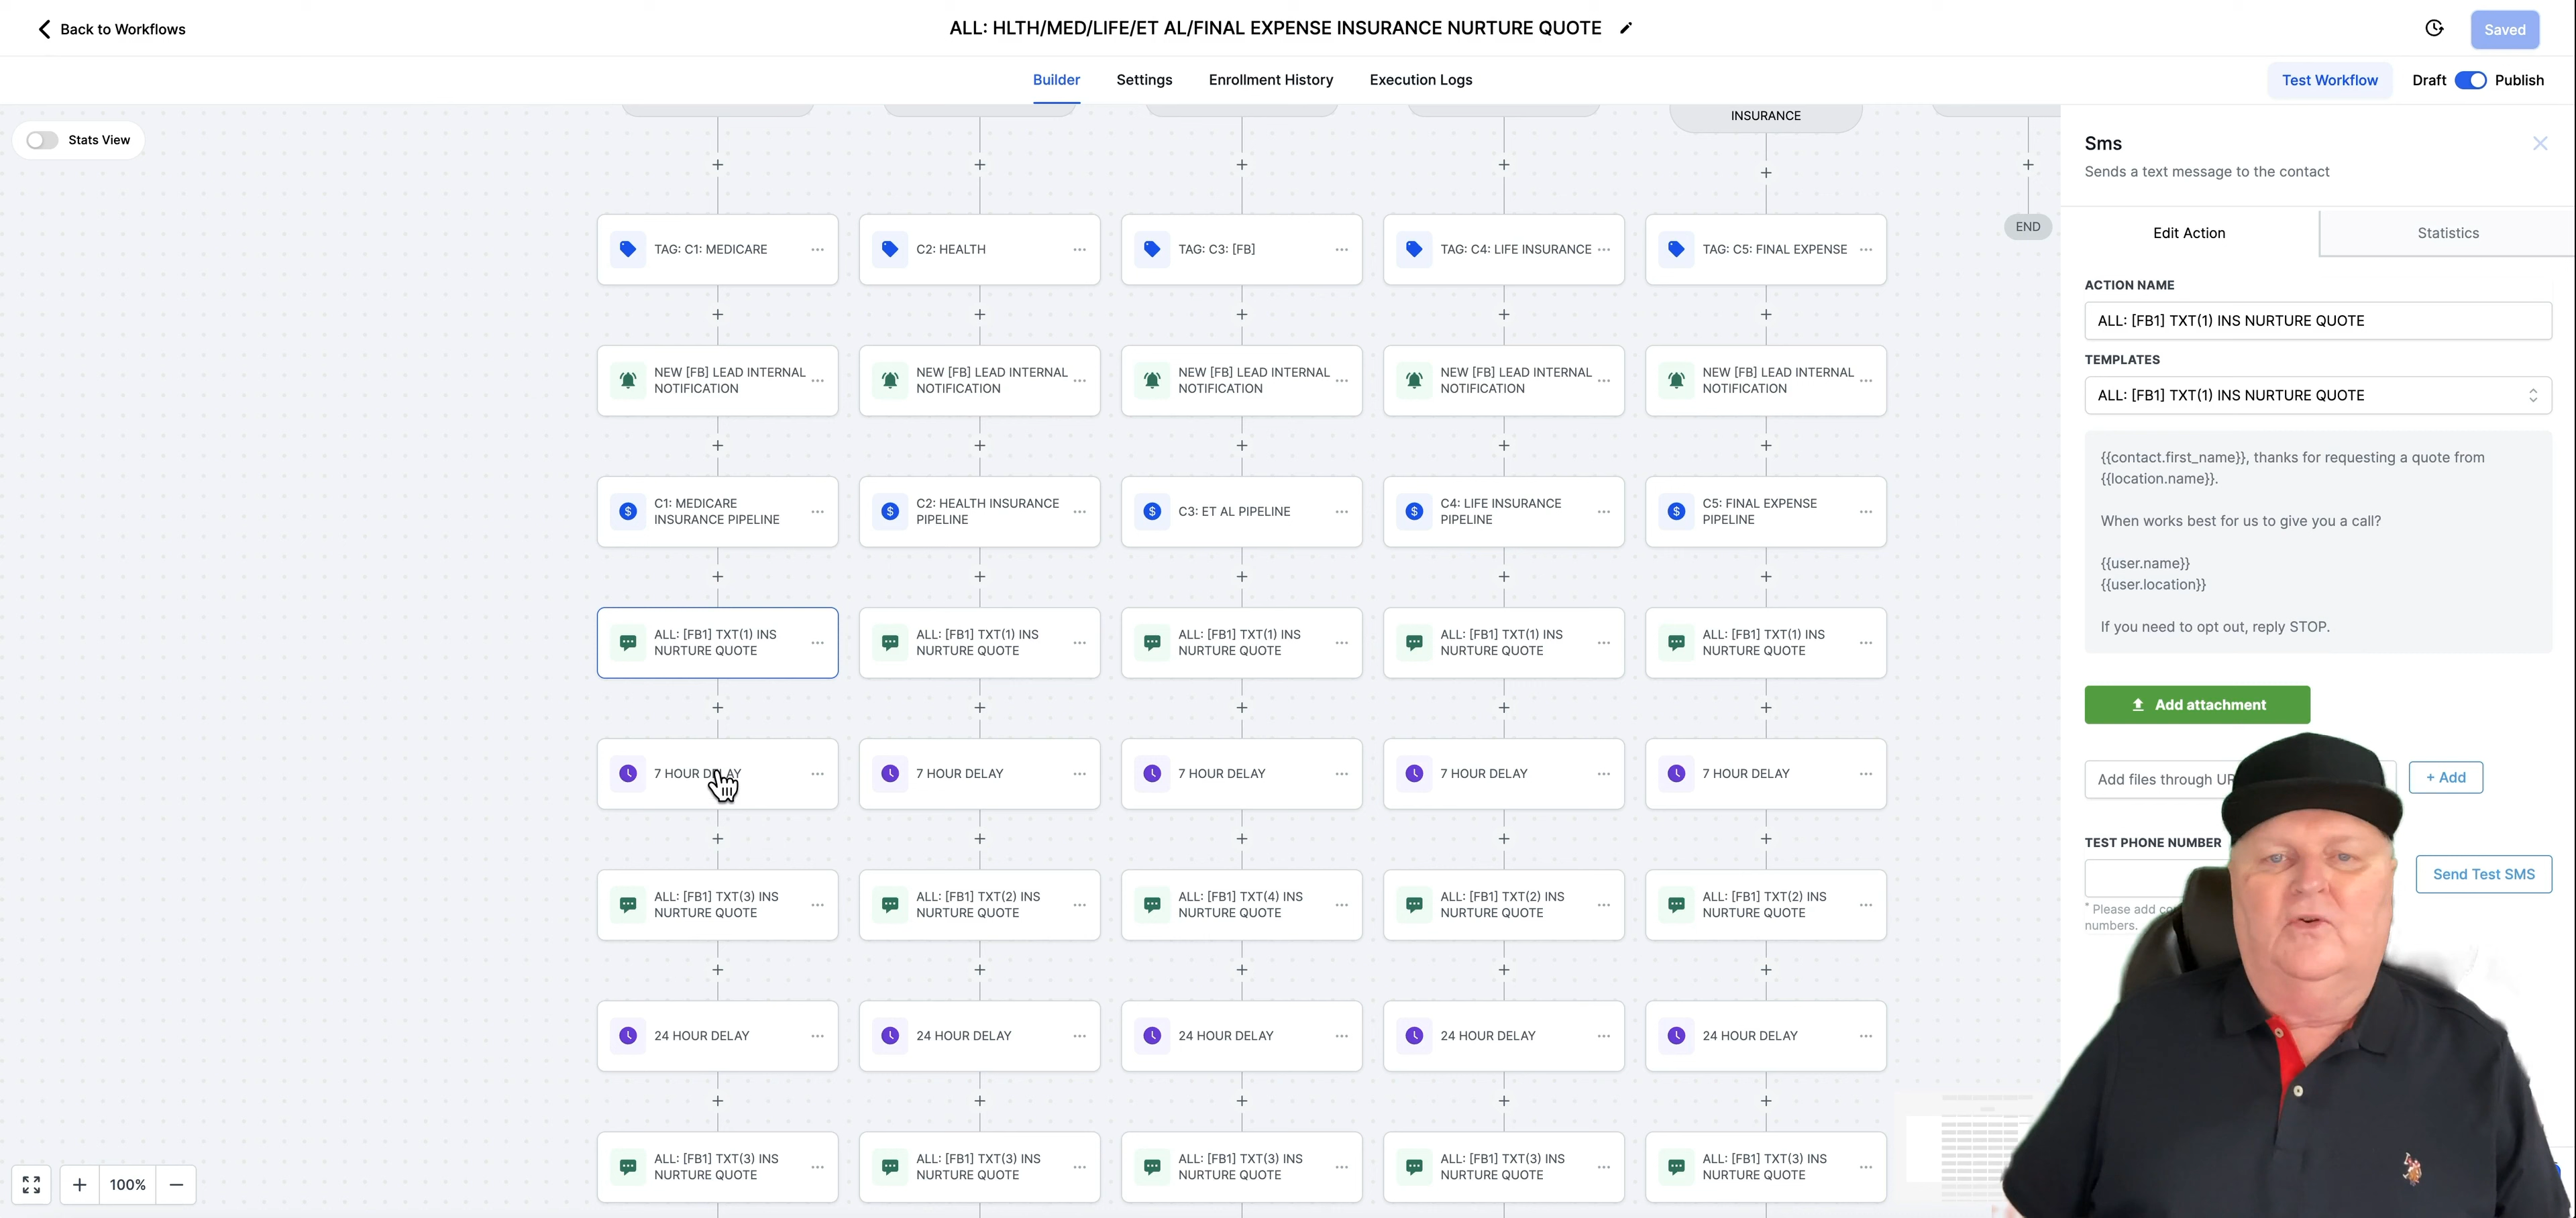 Back to Workflows
ALL: HLTH/MED/LIFE/ET AL/FINAL EXPENSE INSURANCE NURTURE QUOTE
Saved
Builder
Settings
Enrollment History
Execution Logs
Test Workflow
Draft
Publish
Stats View
INSURANCE
END
TAG: C1: MEDICARE
C2: HEALTH
TAG: C3: [FB]
TAG: C4: LIFE INSURANCE
TAG: C5: FINAL EXPENSE
NEW [FB] LEAD INTERNAL
NOTIFICATION
NEW [FB] LEAD INTERNAL
NOTIFICATION
NEW [FB] LEAD INTERNAL
NOTIFICATION
NEW [FB] LEAD INTERNAL
NOTIFICATION
NEW [FB] LEAD INTERNAL
NOTIFICATION
C1: MEDICARE
INSURANCE PIPELINE
C2: HEALTH INSURANCE
PIPELINE
C3: ET AL PIPELINE
C4: LIFE INSURANCE
PIPELINE
C5: FINAL EXPENSE
PIPELINE
ALL: [FB1] TXT(1) INS
NURTURE QUOTE
ALL: [FB1] TXT(1) INS
NURTURE QUOTE
ALL: [FB1] TXT(1) INS
NURTURE QUOTE
ALL: [FB1] TXT(1) INS
NURTURE QUOTE
ALL: [FB1] TXT(1) INS
NURTURE QUOTE
7 HOUR DELAY
7 HOUR DELAY
7 HOUR DELAY
7 HOUR DELAY
7 HOUR DELAY
ALL: [FB1] TXT(3) INS
NURTURE QUOTE
ALL: [FB1] TXT(2) INS
NURTURE QUOTE
ALL: [FB1] TXT(4) INS
NURTURE QUOTE
ALL: [FB1] TXT(2) INS
NURTURE QUOTE
ALL: [FB1] TXT(2) INS
NURTURE QUOTE
24 HOUR DELAY
24 HOUR DELAY
24 HOUR DELAY
24 HOUR DELAY
24 HOUR DELAY
ALL: [FB1] TXT(3) INS
NURTURE QUOTE
ALL: [FB1] TXT(3) INS
NURTURE QUOTE
ALL: [FB1] TXT(3) INS
NURTURE QUOTE
ALL: [FB1] TXT(3) INS
NURTURE QUOTE
ALL: [FB1] TXT(3) INS
NURTURE QUOTE
100%
Sms
Sends a text message to the contact
Edit Action
Statistics
ACTION NAME
ALL: [FB1] TXT(1) INS NURTURE QUOTE
TEMPLATES
ALL: [FB1] TXT(1) INS NURTURE QUOTE
{{contact.first_name}}, thanks for requesting a quote from
{{location.name}}.
When works best for us to give you a call?
{{user.name}}
{{user.location}}
If you need to opt out, reply STOP.
Add attachment
Add files through
+ Add
TEST PHONE NUMBER
Send Test SMS
* Please add
numbers.